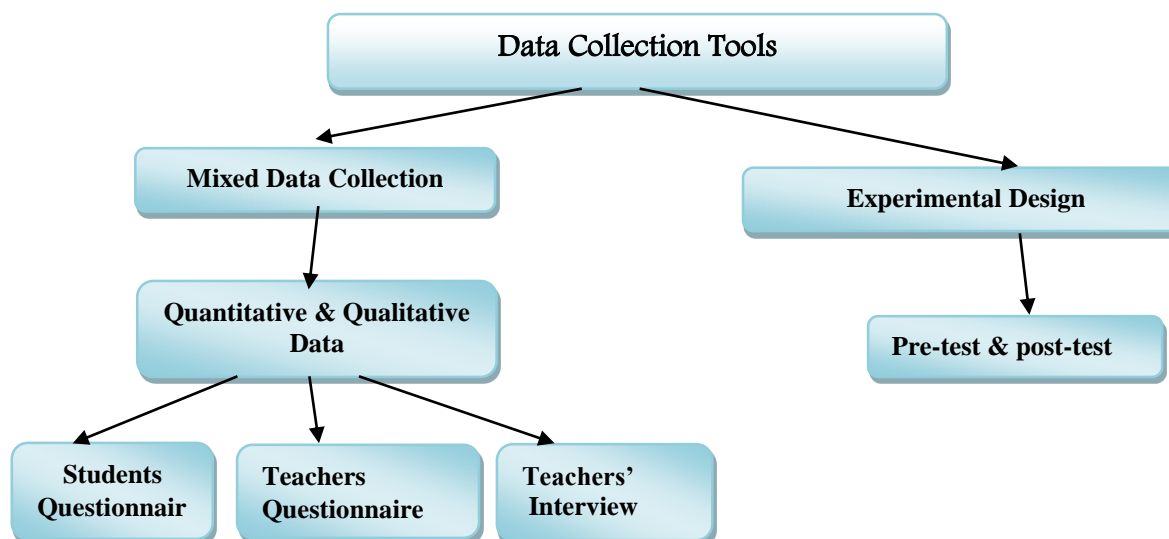 Data Collection Tools
Mixed Data Collection
Experimental Design
Quantitative & Qualitative
Data
Pre-test & post-test
Students
Questionnair
Teachers
Questionnaire
Teachers’
Interview